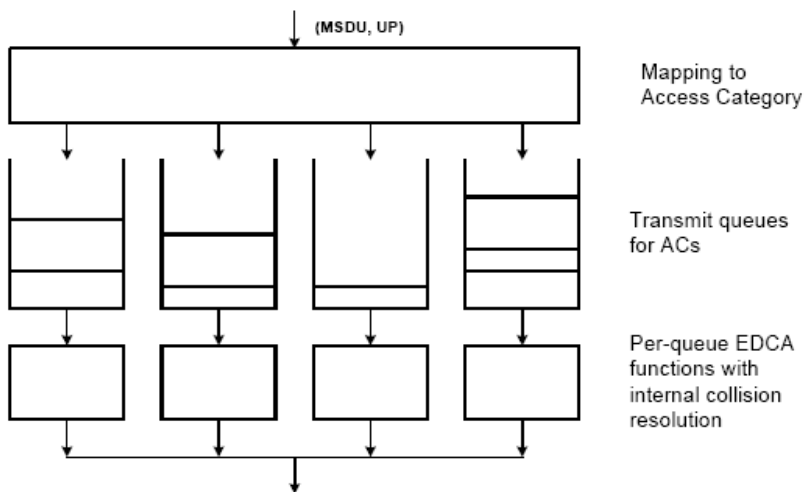 (MSDU, UP)
Mapping to
Access Category
Transmit queues
for ACs
Per-queue EDCA
functions with
internal collision
resolution